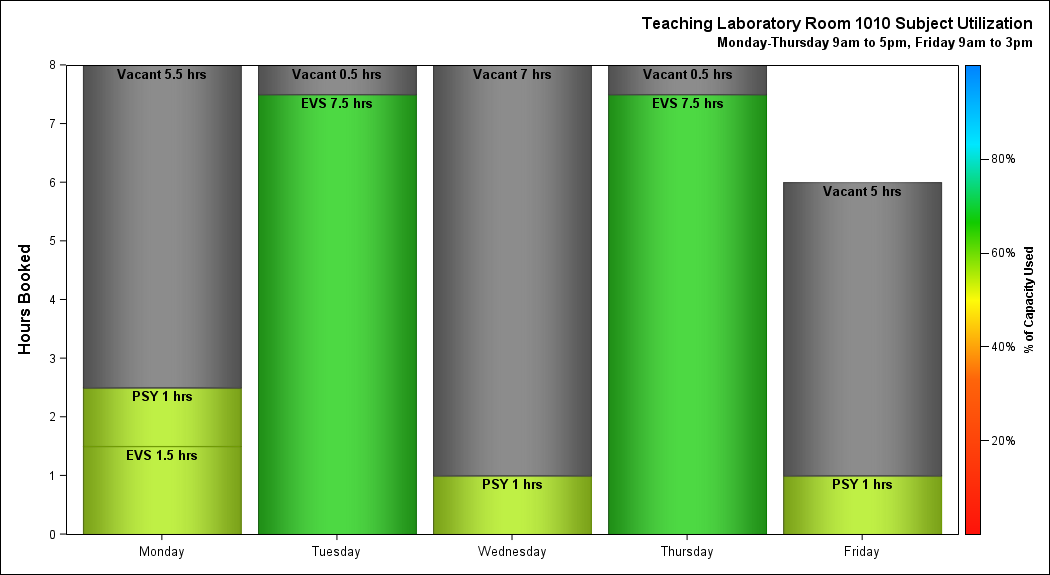 Teaching Laboratory Room 1010 Subject Utilization
Monday-Thursday 9am to 5pm, Friday 9am to 3pm
Hours Booked
8
7
6
5
4
3
2
1
0
Vacant 5.5 hrs
PSY 1 hrs
EVS 1.5 hrs
Vacant 0.5 hrs
EVS 7.5 hrs
Vacant 7 hrs
PSY 1 hrs
Vacant 0.5 hrs
EVS 7.5 hrs
Vacant 5 hrs
PSY 1 hrs
Monday
Tuesday
Wednesday
Thursday
Friday
80%
60%
40%
20%
% of Capacity Used